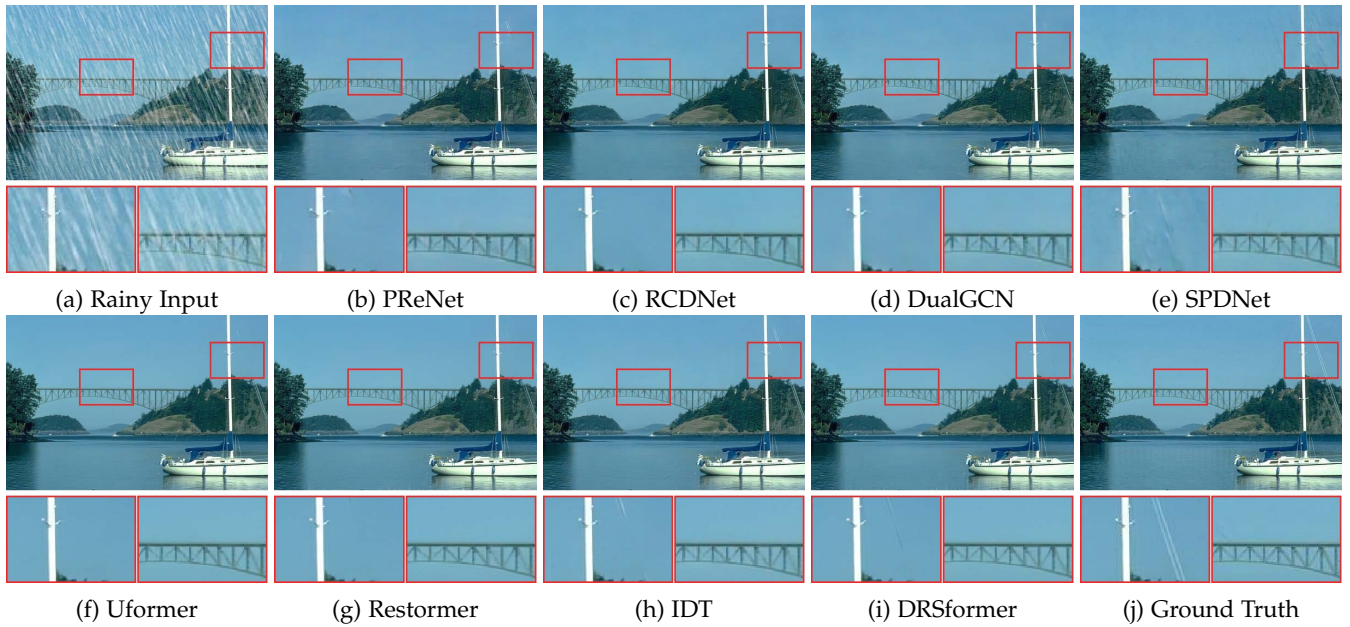 (a) Rainy Input
(b) PReNet
(c) RCDNet
(d) DualGCN
(e) SPDNet
(f) Uformer
(g) Restormer
(h) IDT
(i) DRSformer
(j) Ground Truth